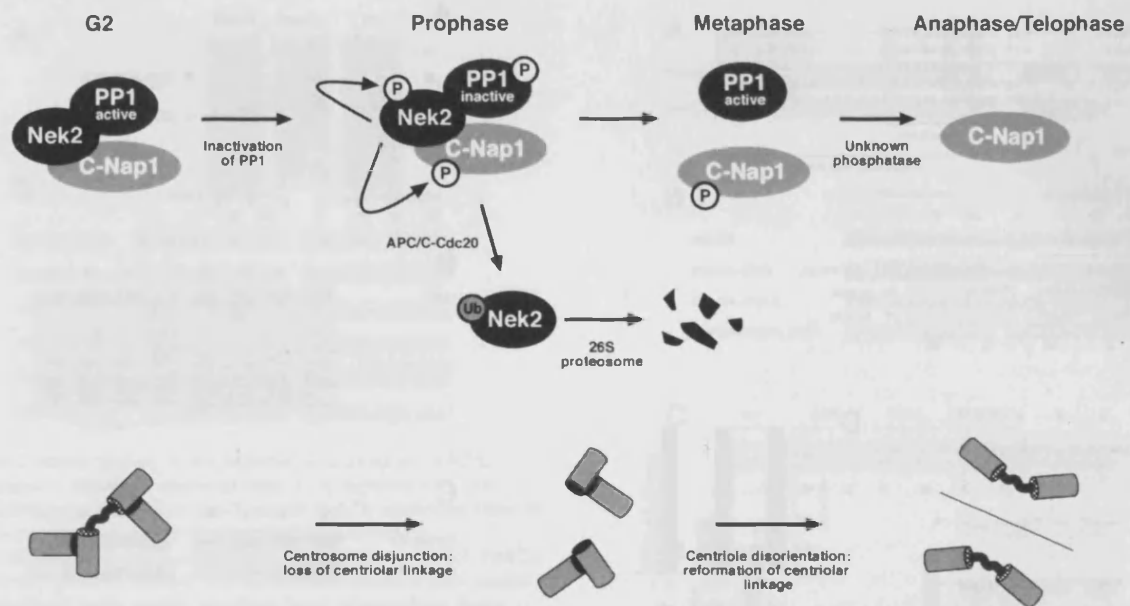 G2
Prophase
Metaphase
Anaphase/Telophase
PP1
active
Nek2
C-Nap1
Inactivation
of PP1
P
P
PP1
inactive
Nek2
C-Nap1
P
PP1
active
C-Nap1
P
Unknown
phosphatase
C-Nap1
APC/C-Cdc20
Ub
Nek2
26S
proteosome
Centrosome disjunction:
loss of centriolar linkage
Centriole disorientation:
reformation of centriolar
linkage